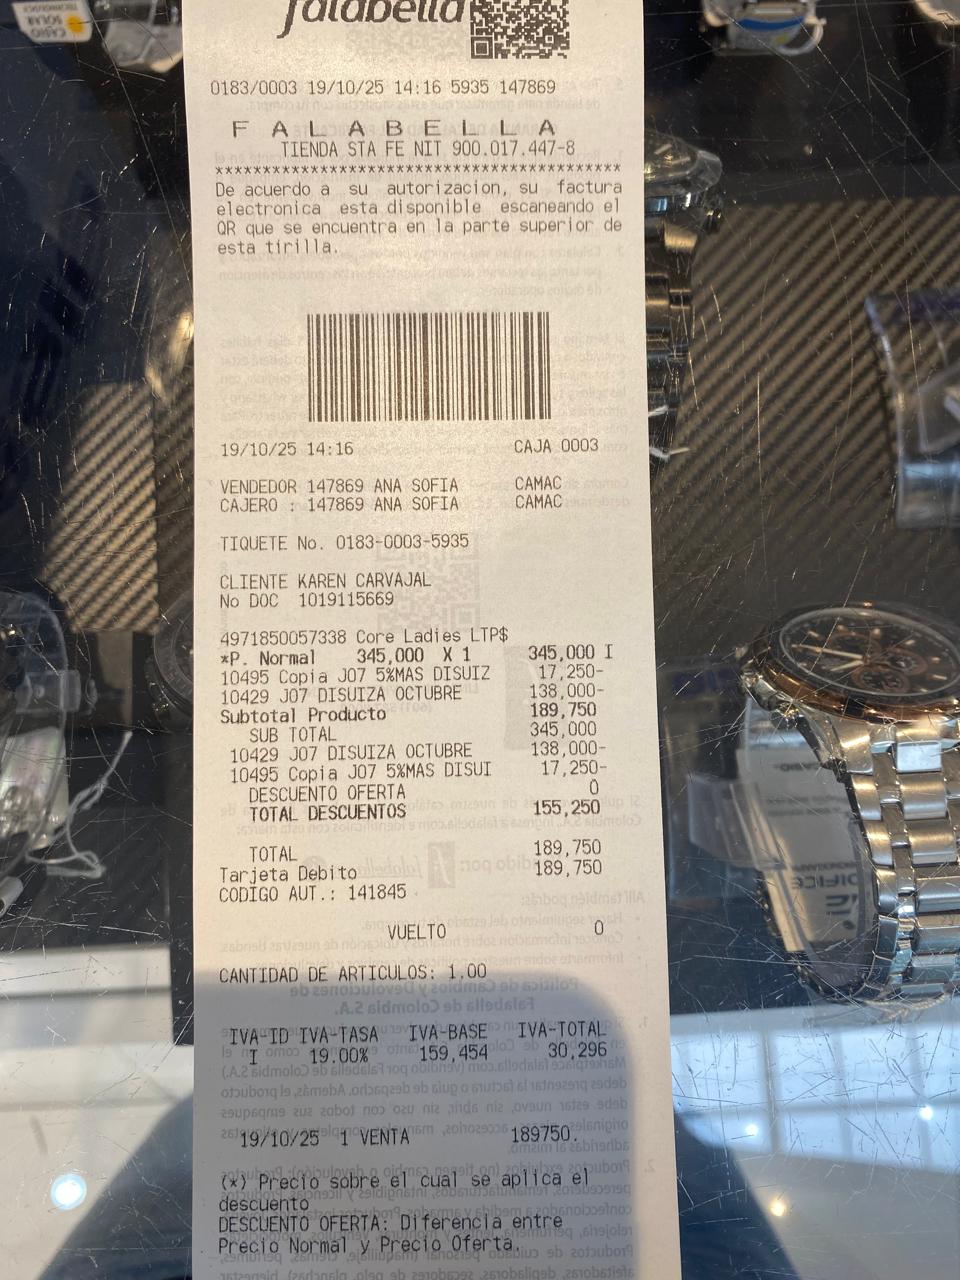 falabella
0183/0003 19/10/25 14:16 5935 147869
F A L A B E L L A
TIENDA STA FE NIT 900.017.447-8
******************************************
De acuerdo a su autorizacion, su factura
electronica esta disponible escaneando el
QR que se encuentra en la parte superior de
esta tirilla.
19/10/25 14:16 CAJA 0003
VENDEDOR 147869 ANA SOFIA CAMAC
CAJERO : 147869 ANA SOFIA CAMAC
TIQUETE No. 0183-0003-5935
CLIENTE KAREN CARVAJAL
No DOC 1019115669
4971850057338 Core Ladies LTP$
*P. Normal 345,000 X 1 345,000 I
10495 Copia J07 5%MAS DISUIZ 17,250-
10429 J07 DISUIZA OCTUBRE 138,000-
Subtotal Producto 189,750
SUB TOTAL 345,000
10429 J07 DISUIZA OCTUBRE 138,000-
10495 Copia J07 5%MAS DISUI 17,250-
DESCUENTO OFERTA 0
TOTAL DESCUENTOS 155,250
TOTAL 189,750
Tarjeta Debito 189,750
CODIGO AUT.: 141845
VUELTO 0
CANTIDAD DE ARTICULOS: 1.00
IVA-ID IVA-TASA IVA-BASE IVA-TOTAL
I 19.00% 159,454 30,296
19/10/25 1 VENTA 189750.
(*) Precio sobre el cual se aplica el
descuento
DESCUENTO OFERTA: Diferencia entre
Precio Normal y Precio Oferta.